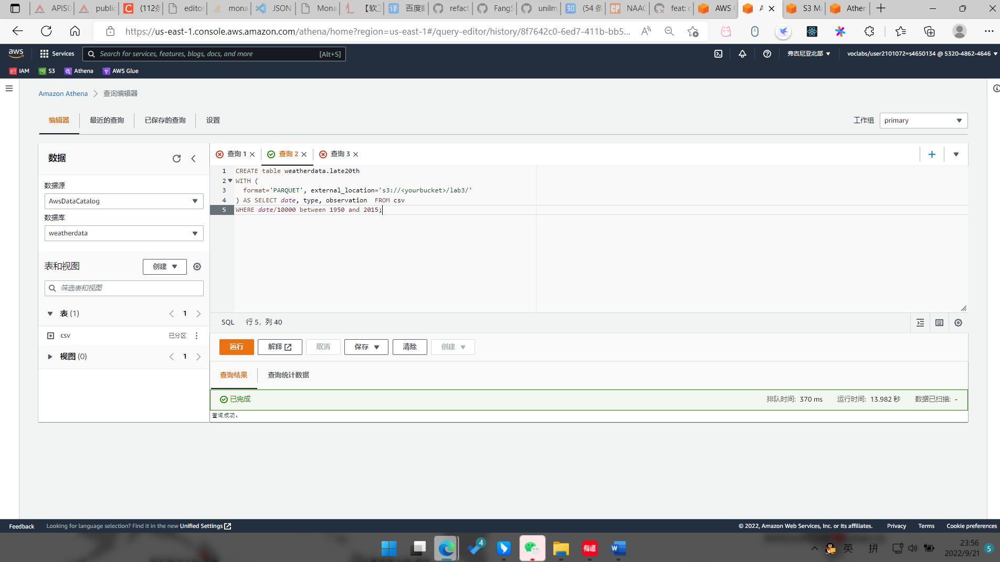 APISIX
public
(112条
editor
mona
JSON
Mona
【软工
百度翻
refact
FangS
unilm
(54 条
NAAC
feat: c
AWS
A
S3 Ma
Ather
https://us-east-1.console.aws.amazon.com/athena/home?region=us-east-1#/query-editor/history/8f7642c0-6ed7-411b-bb5...
aws
Services
Search for services, features, blogs, docs, and more
[Alt+S]
弗吉尼亚北部
voclabs/user2101072=s4650134 @ 5320-4862-4646
IAM
S3
Athena
AWS Glue
Amazon Athena
查询编辑器
编辑器
最近的查询
已保存的查询
设置
工作组
primary
数据
数据源
AwsDataCatalog
数据库
weatherdata
表和视图
创建
筛选表和视图
表 (1)
1
csv
已分区
视图 (0)
1
查询 1
查询 2
查询 3
1 CREATE table weatherdata.late20th
2 WITH (
3 format='PARQUET', external_location='s3://<yourbucket>/lab3/'
4 ) AS SELECT date, type, observation  FROM csv
5 WHERE date/10000 between 1950 and 2015;
SQL
行 5，列 40
运行
解释
取消
保存
清除
创建
查询结果
查询统计数据
已完成
排队时间: 370 ms
运行时间: 13.982 秒
数据已扫描: -
查询成功。
Feedback
Looking for language selection? Find it in the new Unified Settings
© 2022, Amazon Web Services, Inc. or its affiliates.
Privacy
Terms
Cookie preferences
4
有道
W
英
拼
23:56
2022/9/21
5